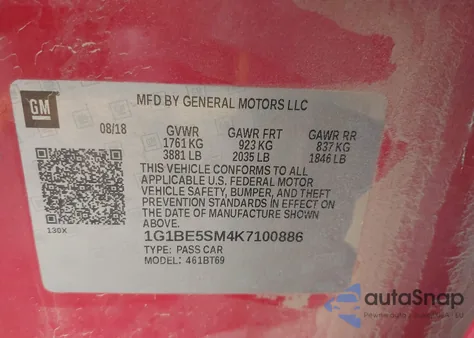 GM
MFD BY GENERAL MOTORS LLC
08/18 GVWR GAWR FRT GAWR RR
1761 KG 923 KG 837 KG
3881 LB 2035 LB 1846 LB
THIS VEHICLE CONFORMS TO ALL
APPLICABLE U.S. FEDERAL MOTOR
VEHICLE SAFETY, BUMPER, AND THEFT
PREVENTION STANDARDS IN EFFECT ON
THE DATE OF MANUFACTURE SHOWN
ABOVE.
130X
1G1BE5SM4K7100886
TYPE: PASS CAR
MODEL: 461BT69
autoSnap